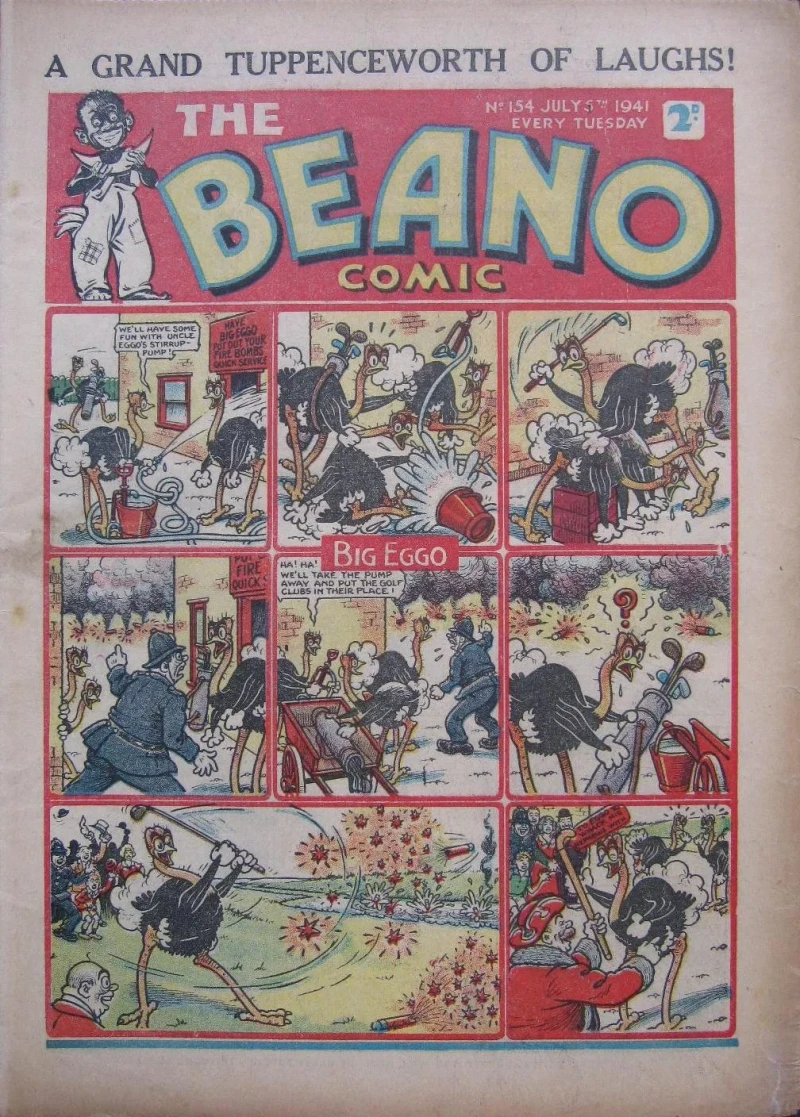 A GRAND TUPPENCEWORTH OF LAUGHS!
THE
BEANO
COMIC
No 154 JULY 5TH 1941
EVERY TUESDAY
2D.
WE'LL HAVE SOME
FUN WITH UNCLE
EGGO'S STIRRUP-
PUMP!
HAVE
BIG EGGO
PUT OUT YOUR
FIRE BOMBS
QUICK SERVICE
BIG EGGO
FIRE
QUICK S
HA! HA!
WE'LL TAKE THE PUMP
AWAY AND PUT THE GOLF
CLUBS IN THEIR PLACE!
?